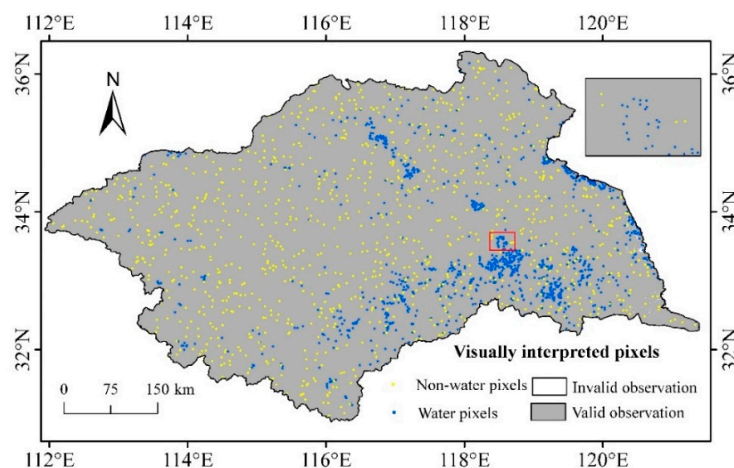 112°E 114°E 116°E 118°E 120°E
36°N 36°N
N
34°N 34°N
32°N 32°N
Visually interpreted pixels
0 75 150 km
Non-water pixels Invalid observation
Water pixels Valid observation
112°E 114°E 116°E 118°E 120°E